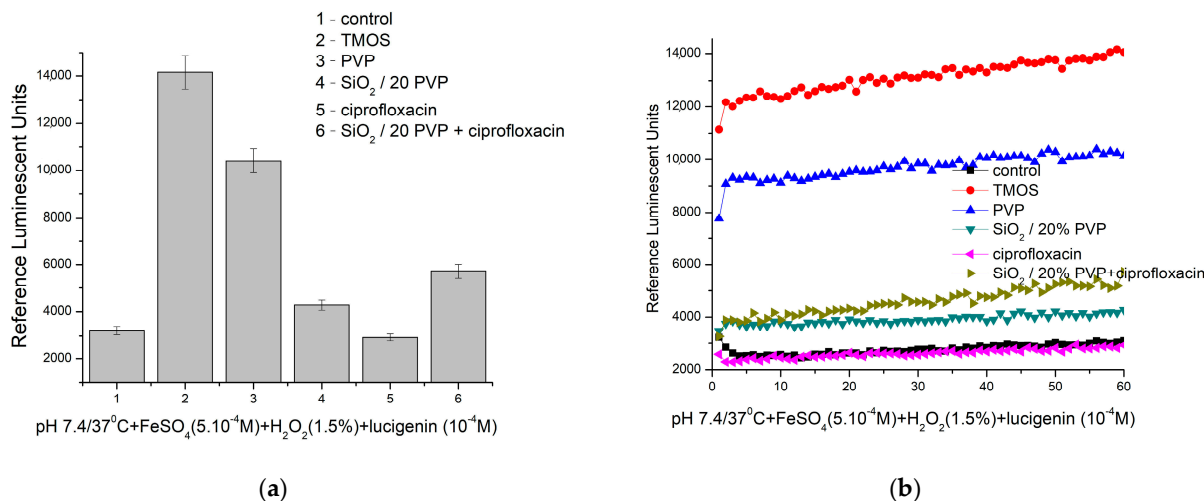 1 - control
2 - TMOS
3 - PVP
4 - SiO₂ / 20 PVP
5 - ciprofloxacin
6 - SiO₂ / 20 PVP + ciprofloxacin
Reference Luminescent Units
14000
12000
10000
8000
6000
4000
2000
1 2 3 4 5 6
pH 7.4/37⁰C+FeSO₄(5.10⁻⁴M)+H₂O₂(1.5%)+lucigenin (10⁻⁴M)
(a)
Reference Luminescent Units
14000
12000
10000
8000
6000
4000
2000
control
TMOS
PVP
SiO₂ / 20% PVP
ciprofloxacin
SiO₂ / 20% PVP+ciprofloxacin
0 10 20 30 40 50 60
pH 7.4/37⁰C+FeSO₄(5.10⁻⁴M)+H₂O₂(1.5%)+lucigenin (10⁻⁴M)
(b)